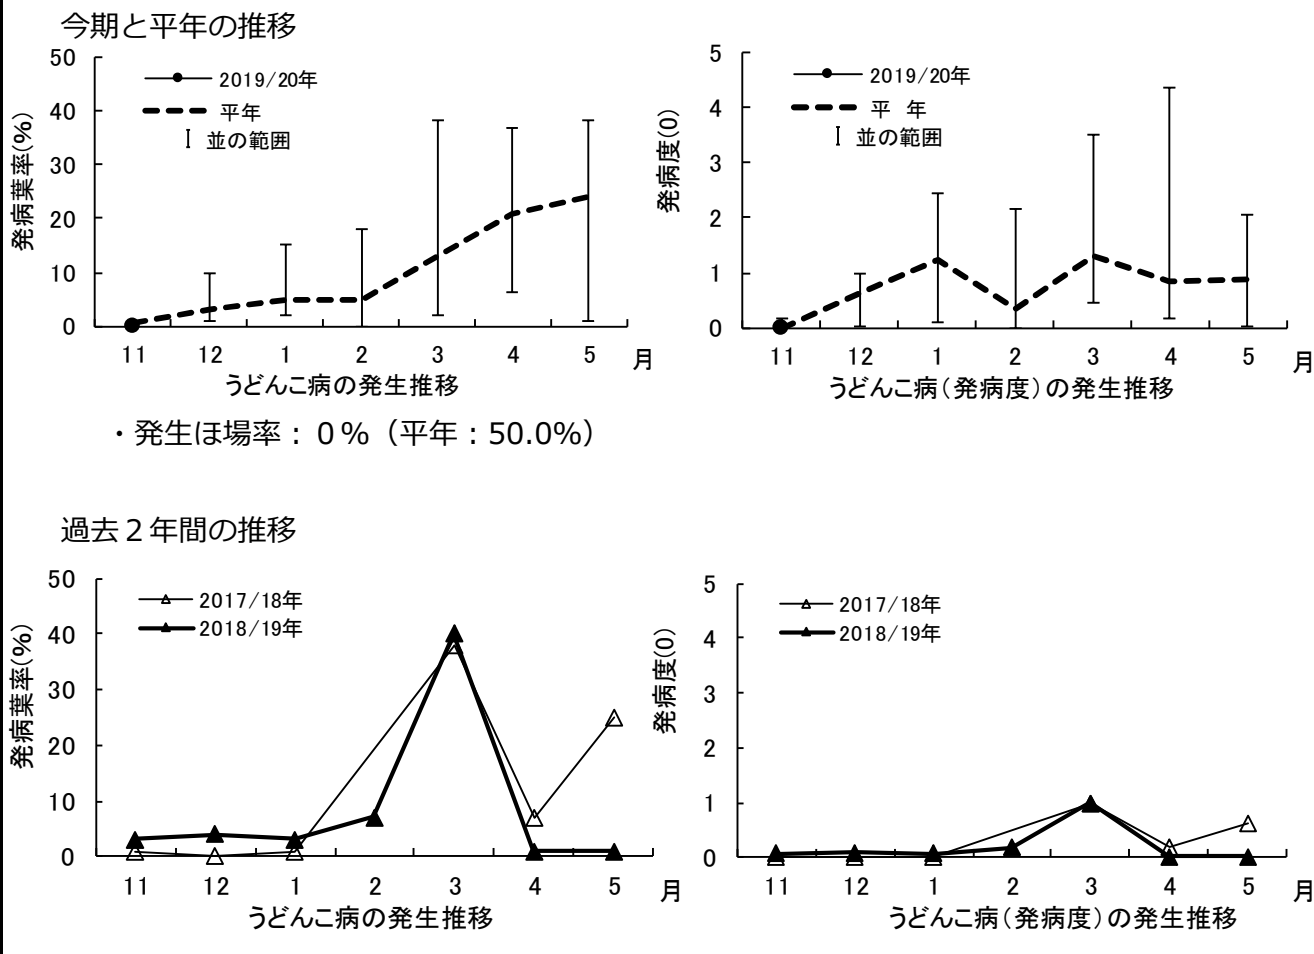 今期と平年の推移
50
40
30
20
10
0
発病葉率(%)
2019/20年
平年
並の範囲
11 12 1 2 3 4 5 月
うどんこ病の発生推移
5
4
3
2
1
0
発病度(0)
2019/20年
平 年
並の範囲
11 12 1 2 3 4 5 月
うどんこ病(発病度)の発生推移
・発生ほ場率:0%(平年:50.0%)
過去2年間の推移
50
40
30
20
10
0
発病葉率(%)
2017/18年
2018/19年
11 12 1 2 3 4 5 月
うどんこ病の発生推移
5
4
3
2
1
0
発病度(0)
2017/18年
2018/19年
11 12 1 2 3 4 5 月
うどんこ病(発病度)の発生推移